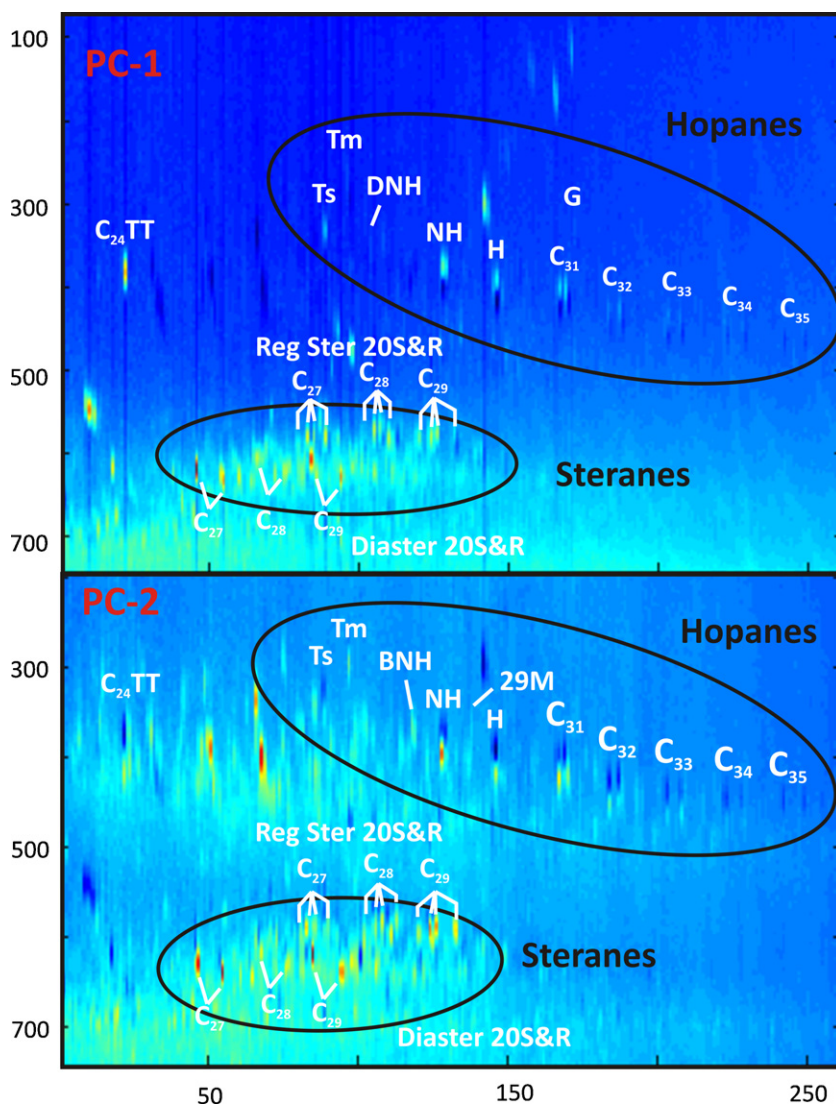 100
PC-1
Hopanes
Tm
DNH
300
Ts
G
C₂₄TT
NH
H
C₃₁
C₃₂
C₃₃
C₃₄
C₃₅
Reg Ster 20S&R
500
C₂₇
C₂₈
C₂₉
Steranes
C₂₇
C₂₈
C₂₉
700
Diaster 20S&R
PC-2
Hopanes
Tm
300
Ts
BNH
C₂₄TT
NH
29M
H
C₃₁
C₃₂
C₃₃
C₃₄
C₃₅
Reg Ster 20S&R
500
C₂₇
C₂₈
C₂₉
Steranes
C₂₇
C₂₈
C₂₉
700
Diaster 20S&R
50
150
250